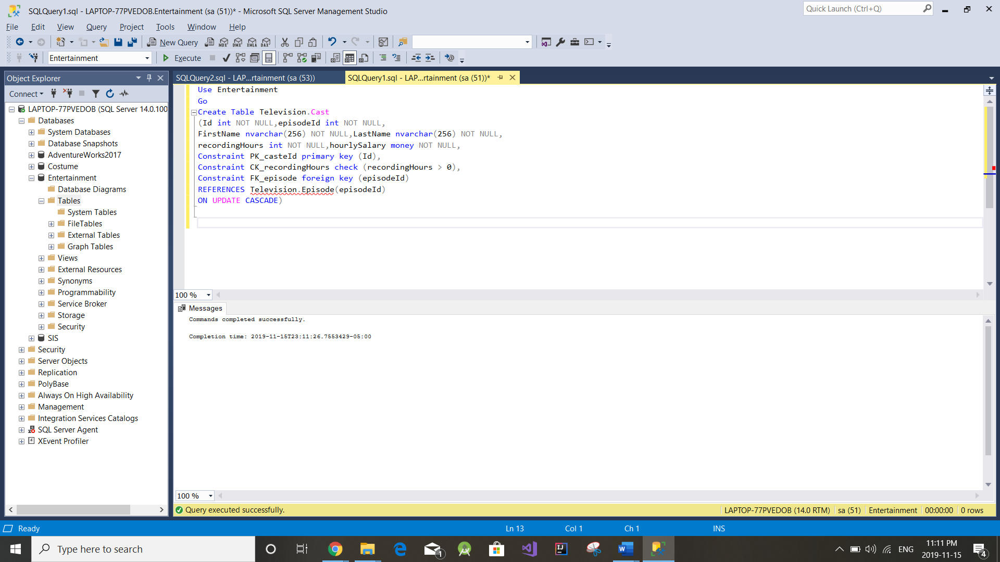 SQLQuery1.sql - LAPTOP-77PVEDOB.Entertainment (sa (51))* - Microsoft SQL Server Management Studio
Quick Launch (Ctrl+Q)
File Edit View Query Project Tools Window Help
New Query MDX DMX XMLA DAX
Entertainment Execute
Object Explorer
Connect
LAPTOP-77PVEDOB (SQL Server 14.0.100
Databases
System Databases
Database Snapshots
AdventureWorks2017
Costume
Entertainment
Database Diagrams
Tables
System Tables
FileTables
External Tables
Graph Tables
Views
External Resources
Synonyms
Programmability
Service Broker
Storage
Security
SIS
Security
Server Objects
Replication
PolyBase
Always On High Availability
Management
Integration Services Catalogs
SQL Server Agent
XEvent Profiler
SQLQuery2.sql - LAP...rtainment (sa (53)) SQLQuery1.sql - LAP...rtainment (sa (51))*
Use Entertainment
Go
Create Table Television.Cast
(Id int NOT NULL,episodeId int NOT NULL,
FirstName nvarchar(256) NOT NULL,LastName nvarchar(256) NOT NULL,
recordingHours int NOT NULL,hourlySalary money NOT NULL,
Constraint PK_casteId primary key (Id),
Constraint CK_recordingHours check (recordingHours > 0),
Constraint FK_episode foreign key (episodeId)
REFERENCES Television.Episode(episodeId)
ON UPDATE CASCADE)
100 %
Messages
Commands completed successfully.
Completion time: 2019-11-15T23:11:26.7553429-05:00
100 %
Query executed successfully. LAPTOP-77PVEDOB (14.0 RTM) sa (51) Entertainment 00:00:00 0 rows
Ready Ln 13 Col 1 Ch 1 INS
Type here to search 1 IJ W ENG 11:11 PM
2019-11-15 4